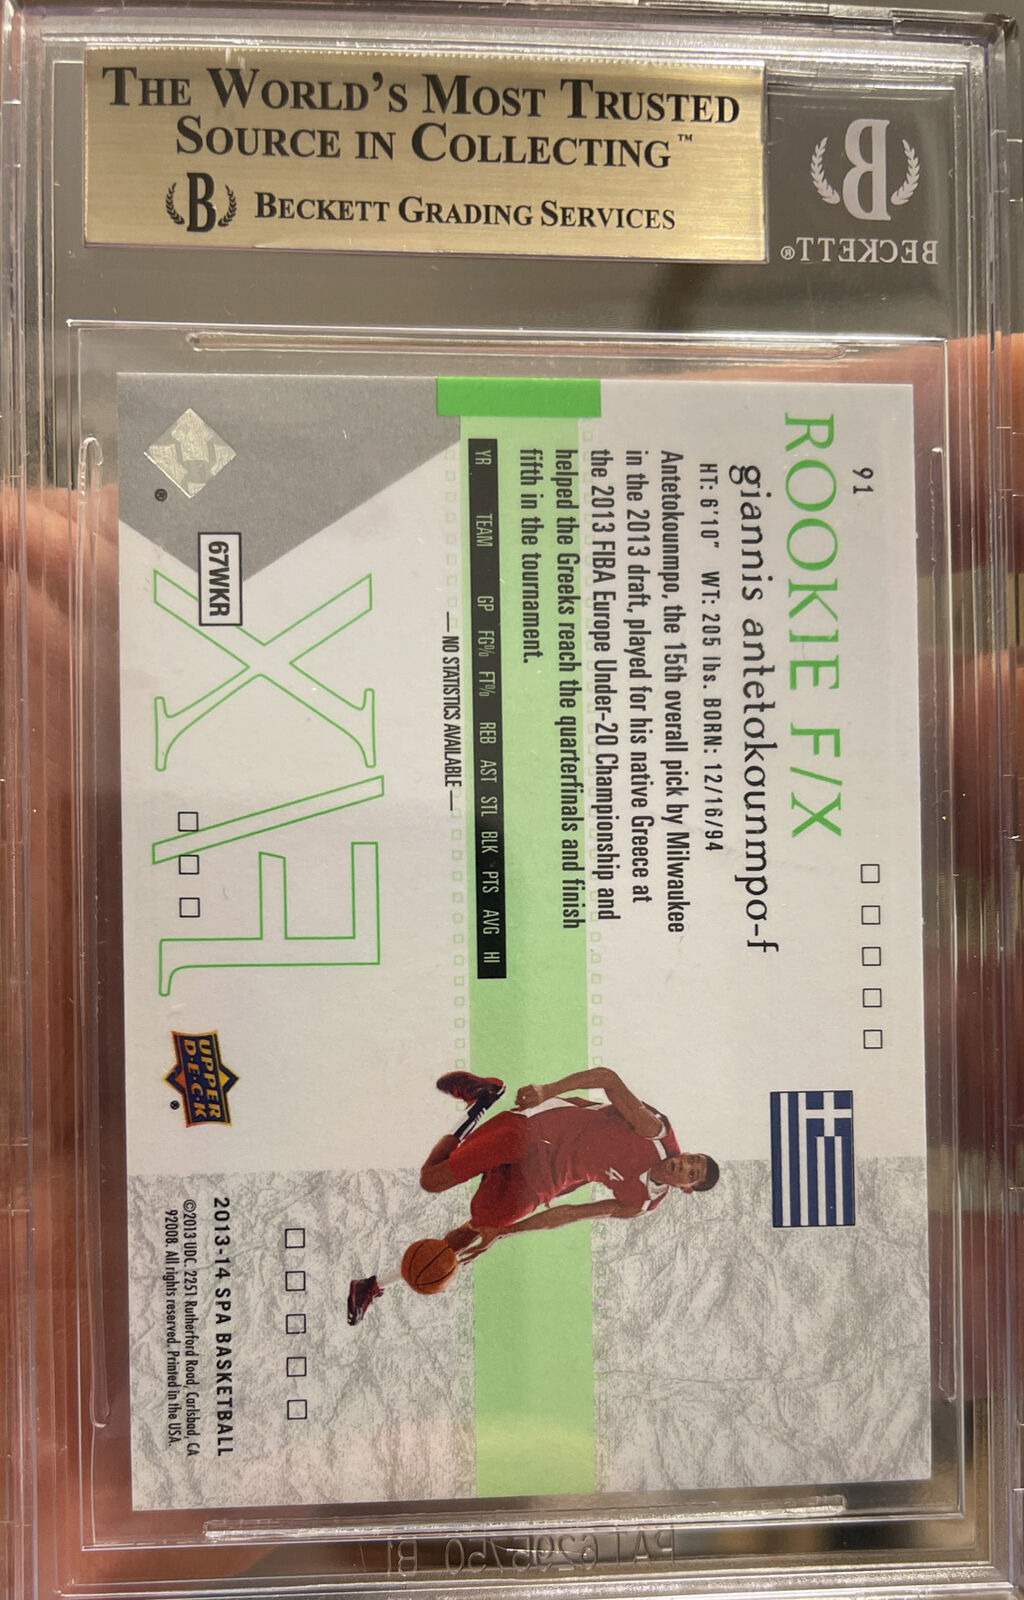 THE WORLD'S MOST TRUSTED
SOURCE IN COLLECTING™
B BECKETT GRADING SERVICES
B
BECKETT®
91
ROOKIE F/X
giannis antetokounmpo-f
HT: 6'10" WT: 205 lbs. BORN: 12/16/94
Antetokounmpo, the 15th overall pick by Milwaukee
in the 2013 draft, played for his native Greece at
the 2013 FIBA Europe Under-20 Championship and
helped the Greeks reach the quarterfinals and finish
fifth in the tournament.
YR TEAM GP FG% FT% REB AST STL BLK PTS AVG HI
— NO STATISTICS AVAILABLE —
F/X
67WKR
®
UPPER
D·E·C·K
®
2013-14 SPA BASKETBALL
©2013 UDC. 2251 Rutherford Road, Carlsbad, CA
92008. All rights reserved. Printed in the USA.